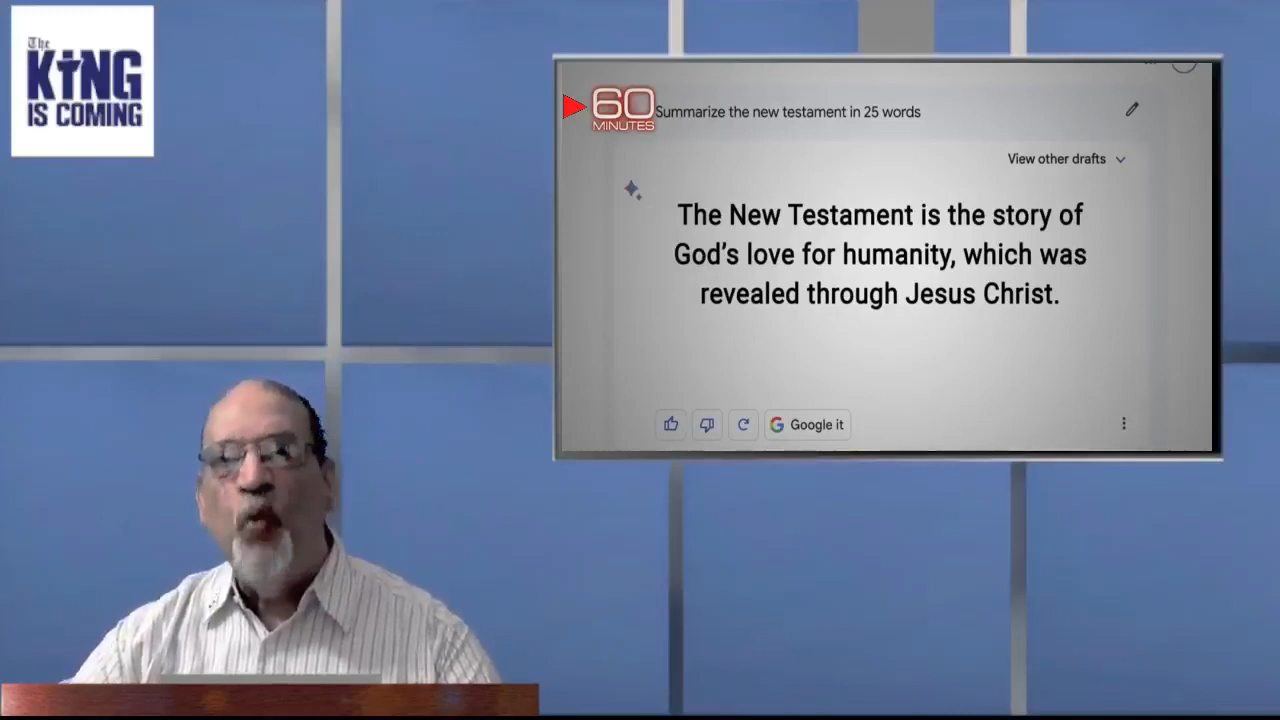 The
KING
IS COMING
60
MINUTES
Summarize the new testament in 25 words
View other drafts
The New Testament is the story of
God's love for humanity, which was
revealed through Jesus Christ.
Google it